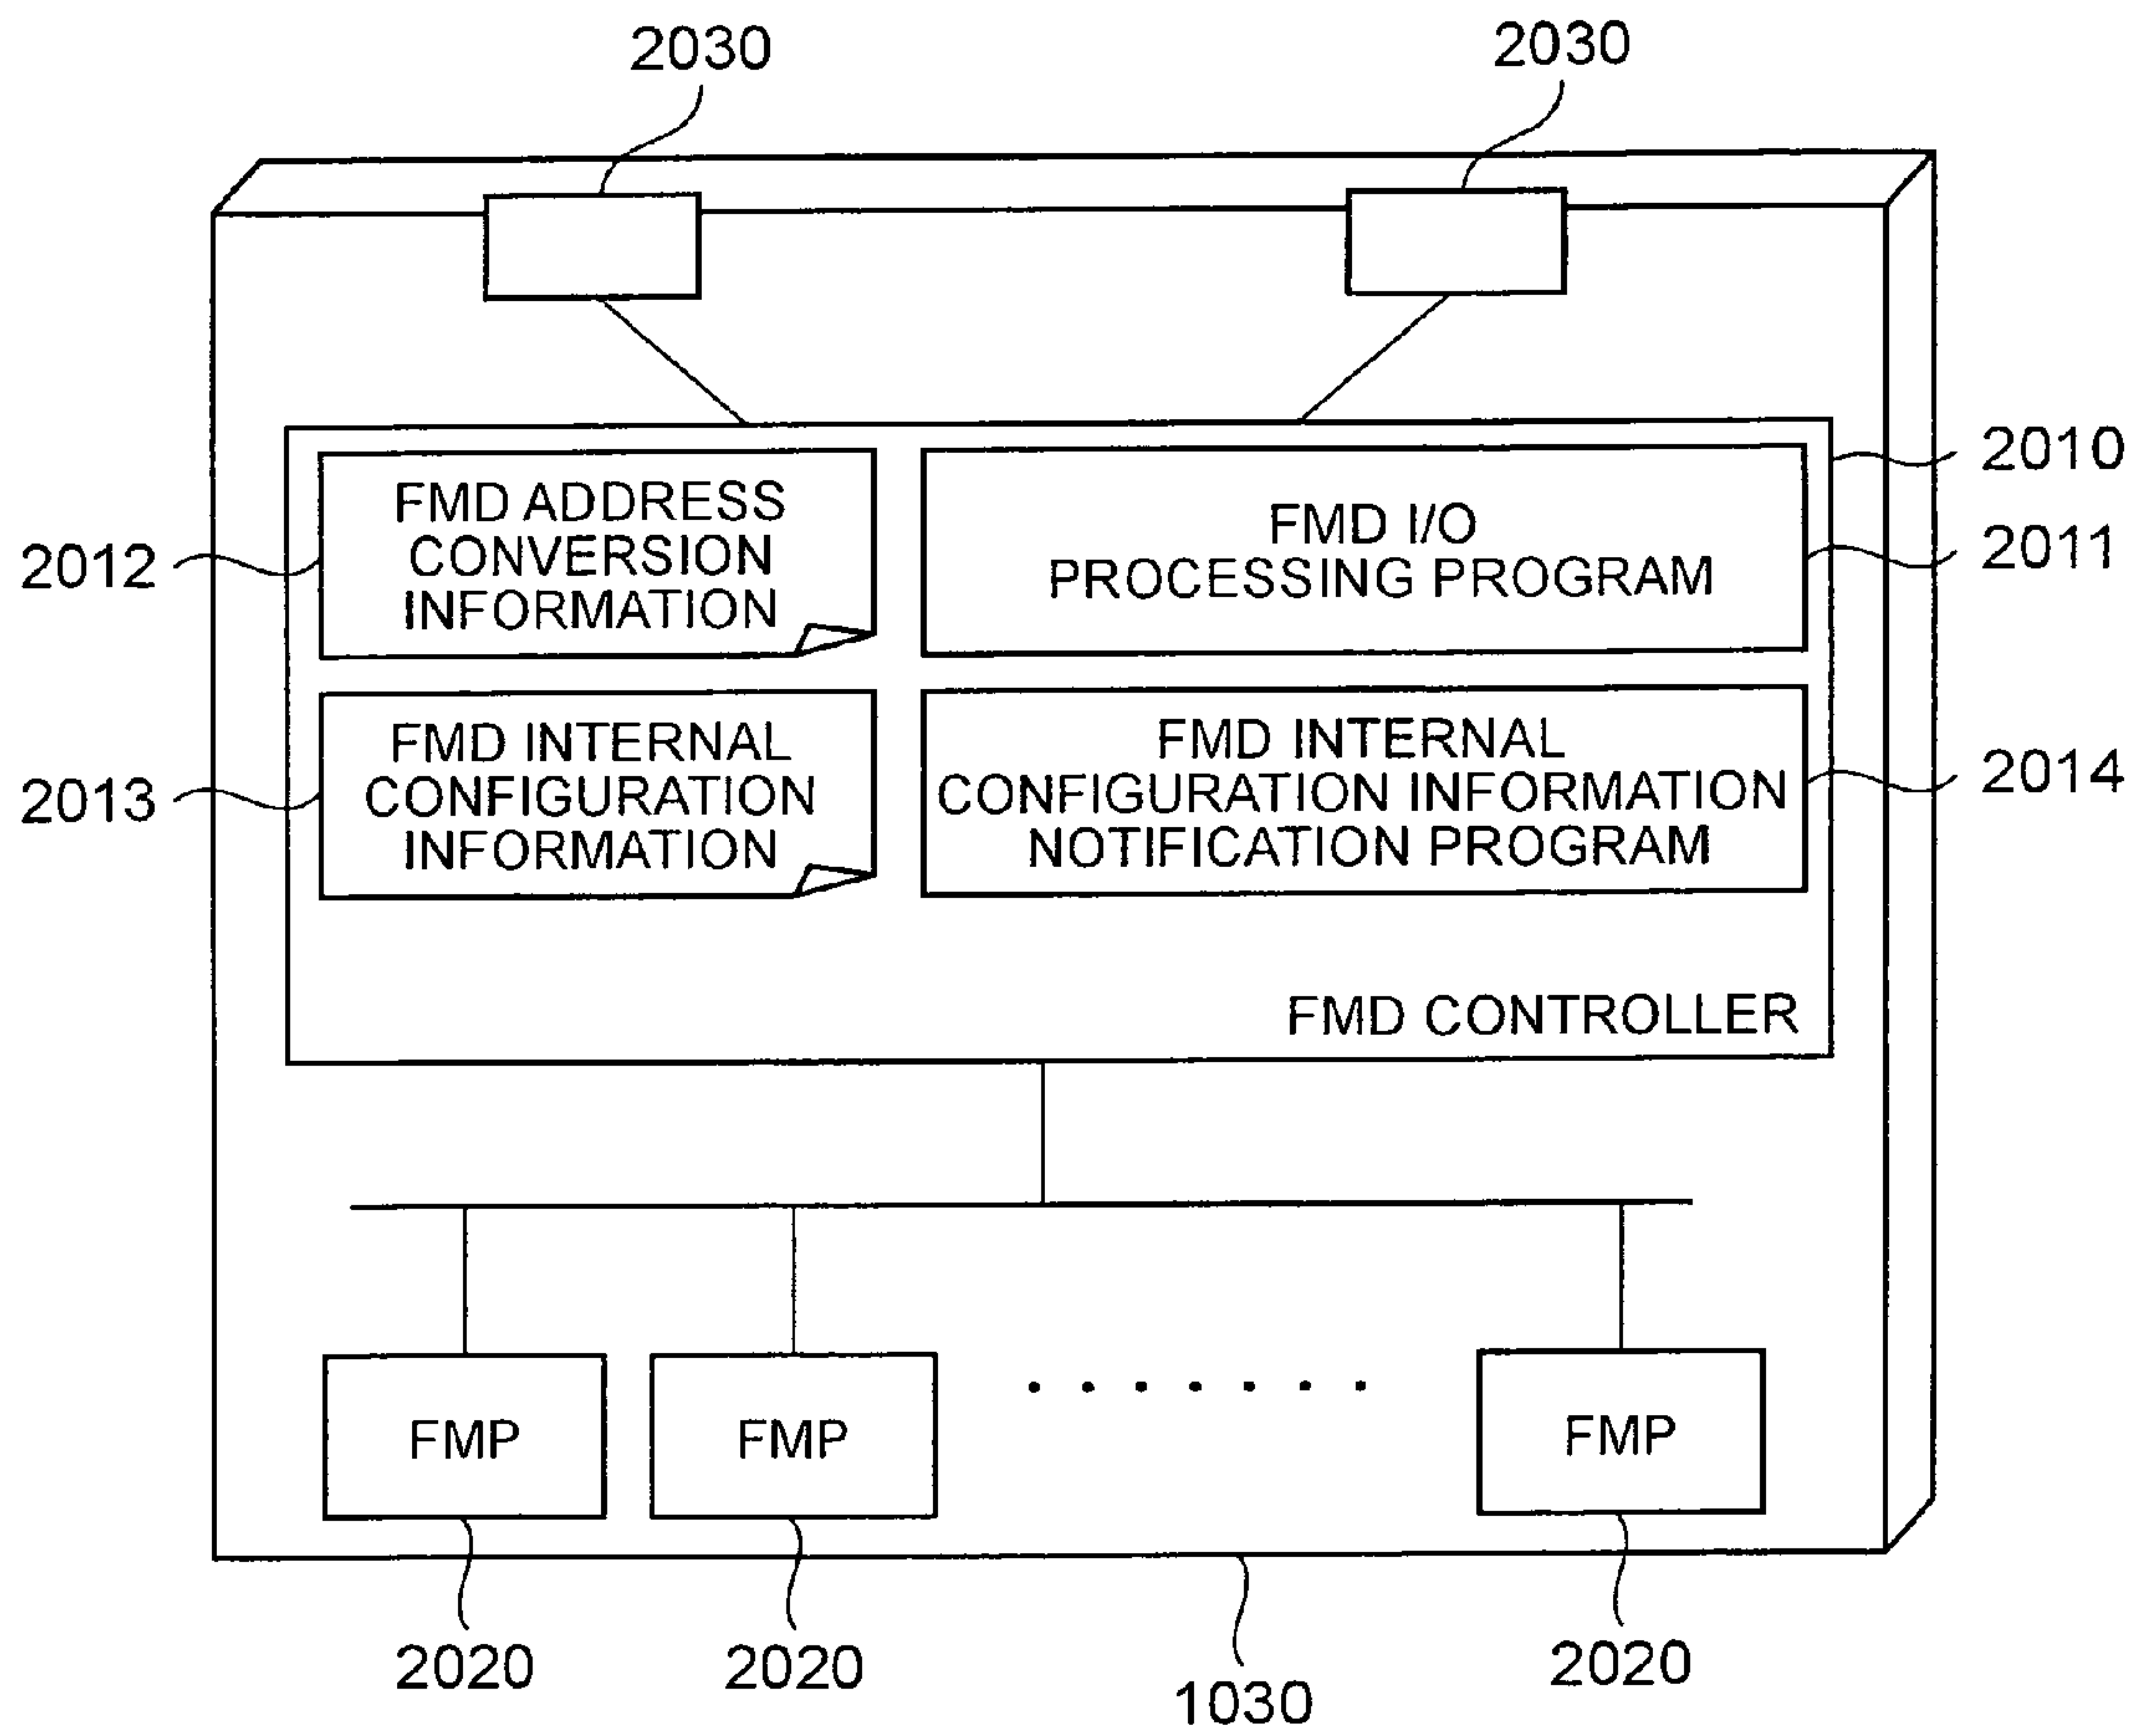 2030
2030
2010
FMD ADDRESS
CONVERSION
INFORMATION
2012
FMD I/O
PROCESSING PROGRAM
2011
FMD INTERNAL
CONFIGURATION
INFORMATION
2013
FMD INTERNAL
CONFIGURATION INFORMATION
NOTIFICATION PROGRAM
2014
FMD CONTROLLER
FMP
FMP
FMP
2020
2020
2020
1030